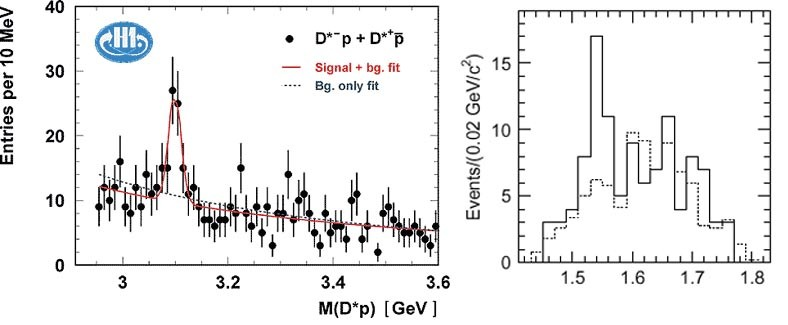 40
30
20
10
0
Entries per 10 MeV
H1
D*⁻p + D*⁺p̅
Signal + bg. fit
Bg. only fit
3
3.2
3.4
3.6
M(D*p) [GeV]
15
10
5
0
Events/(0.02 GeV/c²)
1.5
1.6
1.7
1.8